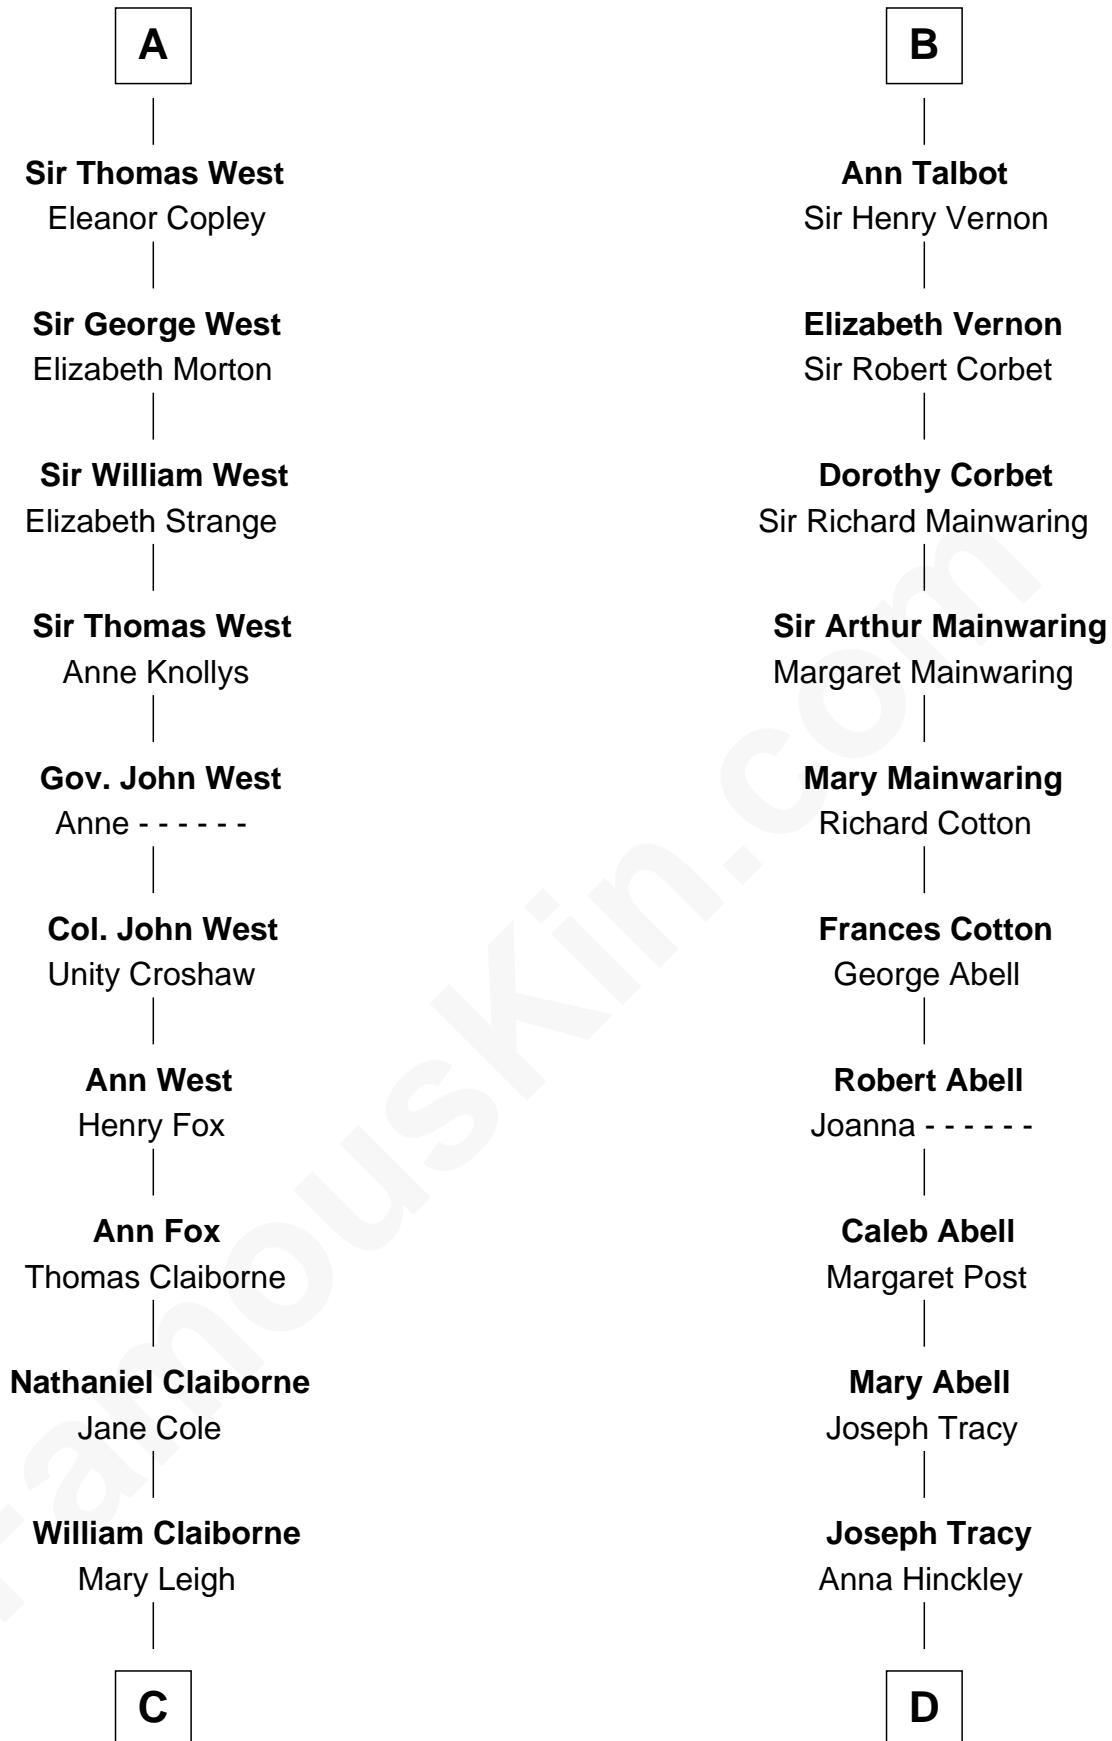 A
Sir Thomas West
Eleanor Copley
Sir George West
Elizabeth Morton
Sir William West
Elizabeth Strange
Sir Thomas West
Anne Knollys
Gov. John West
Anne - - - - - -
Col. John West
Unity Croshaw
Ann West
Henry Fox
Ann Fox
Thomas Claiborne
Nathaniel Claiborne
Jane Cole
William Claiborne
Mary Leigh
C
B
Ann Talbot
Sir Henry Vernon
Elizabeth Vernon
Sir Robert Corbet
Dorothy Corbet
Sir Richard Mainwaring
Sir Arthur Mainwaring
Margaret Mainwaring
Mary Mainwaring
Richard Cotton
Frances Cotton
George Abell
Robert Abell
Joanna - - - - - -
Caleb Abell
Margaret Post
Mary Abell
Joseph Tracy
Joseph Tracy
Anna Hinckley
D
FamousKin.com